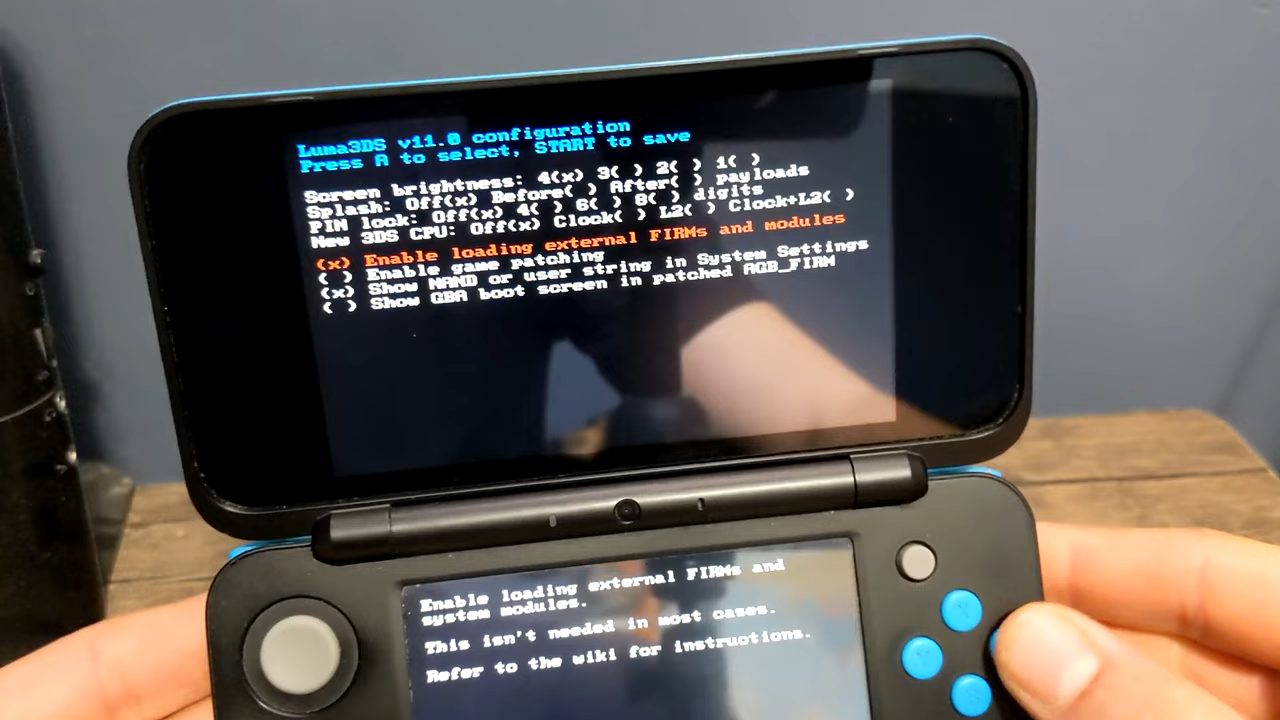 Luma3DS v11.0 configuration
Press A to select, START to save
Screen brightness: 4(x) 3( ) 2( ) 1( )
Splash: Off(x) Before( ) After( ) payloads
PIN lock: Off(x) 4( ) 6( ) 8( ) digits
New 3DS CPU: Off(x) Clock( ) L2( ) Clock+L2( )
(x) Enable loading external FIRMs and modules
( ) Enable game patching
(x) Show NAND or user string in System Settings
( ) Show GBA boot screen in patched AGB_FIRM
Enable loading external FIRMs and
system modules.
This isn't needed in most cases.
Refer to the wiki for instructions.